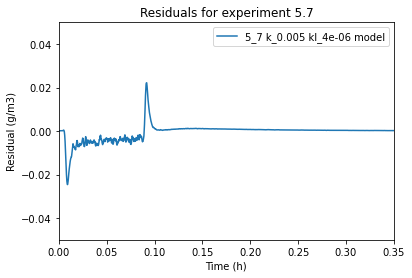 Residuals for experiment 5.7
5_7 k_0.005 kl_4e-06 model
Residual (g/m3)
0.04
0.02
0.00
−0.02
−0.04
0.00 0.05 0.10 0.15 0.20 0.25 0.30 0.35
Time (h)